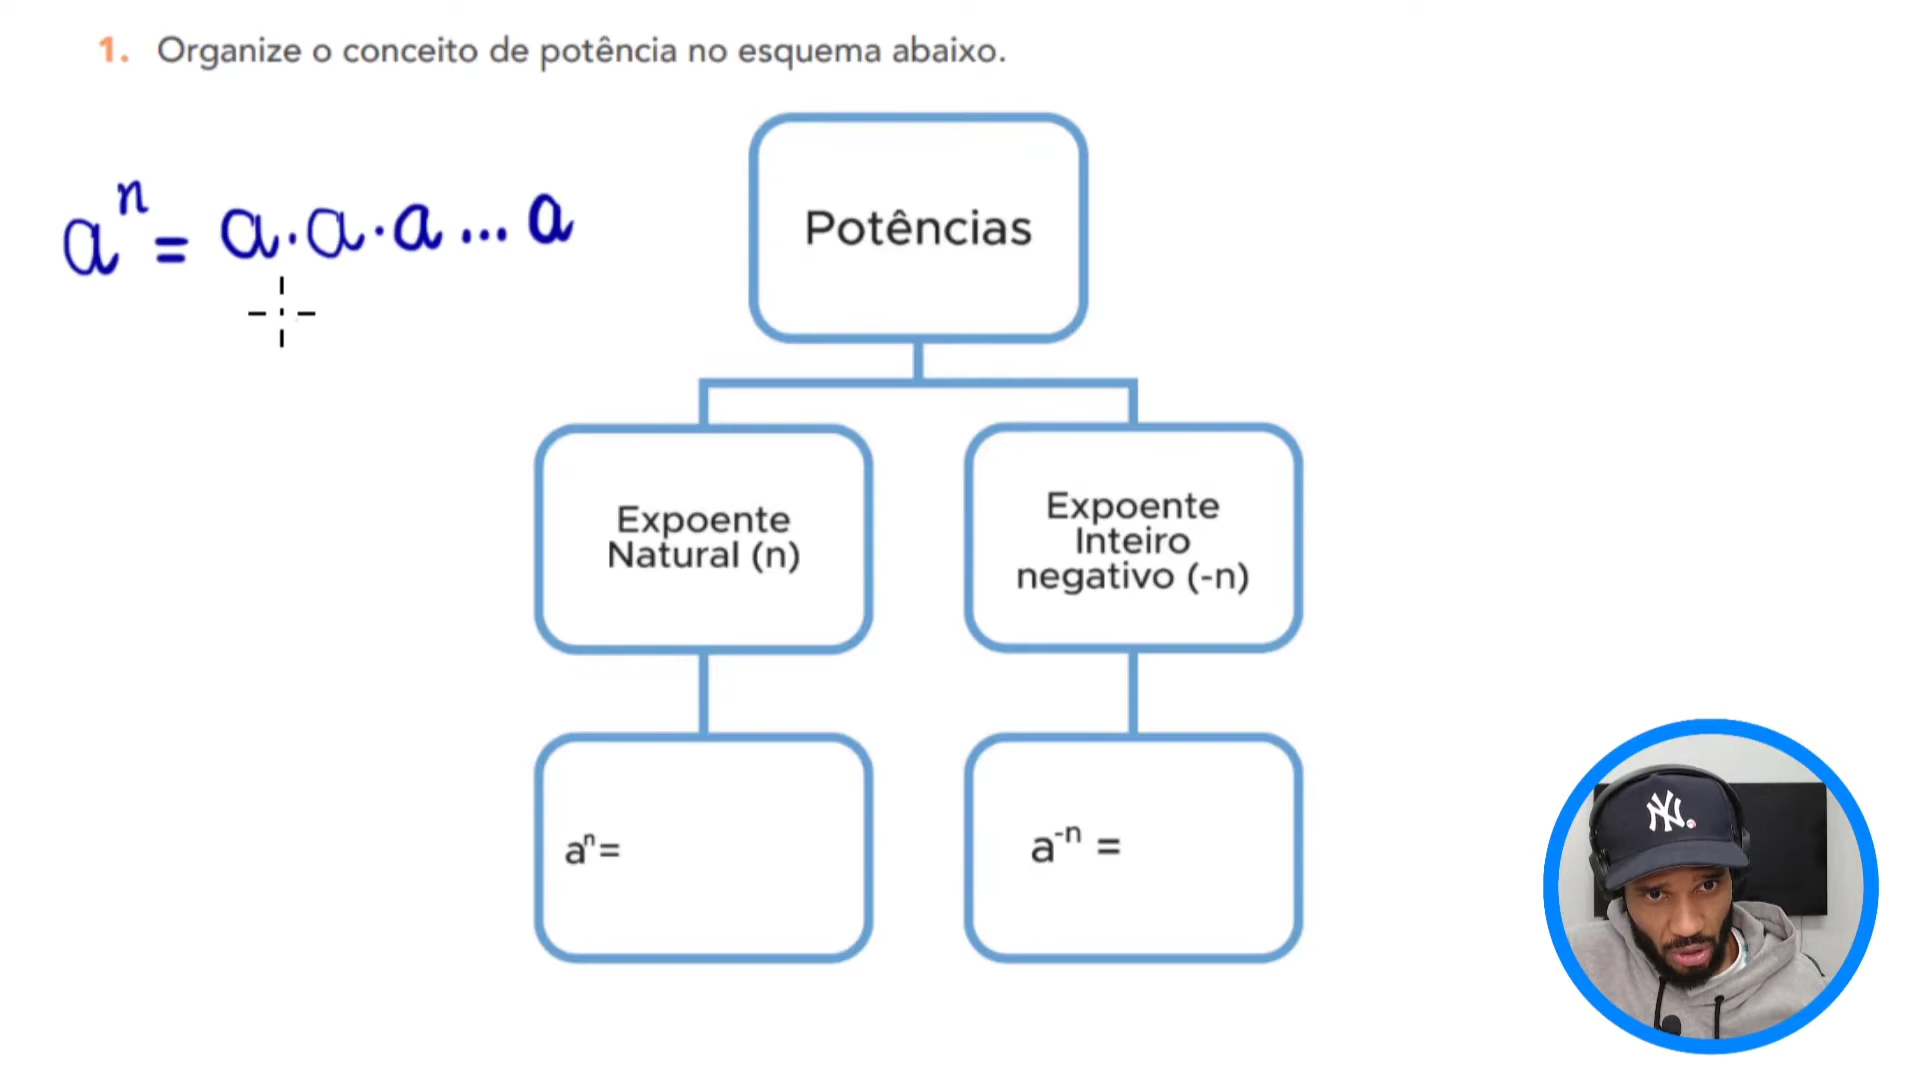 1. Organize o conceito de potência no esquema abaixo.
aⁿ = a · a · a ... a
Potências
Expoente
Natural (n)
Expoente
Inteiro
negativo (-n)
aⁿ=
a⁻ⁿ =
NY